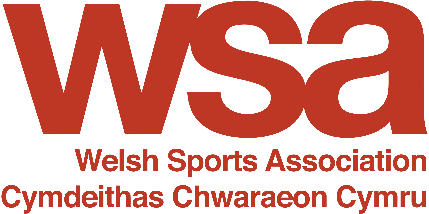 wsa
Welsh Sports Association
Cymdeithas Chwaraeon Cymru